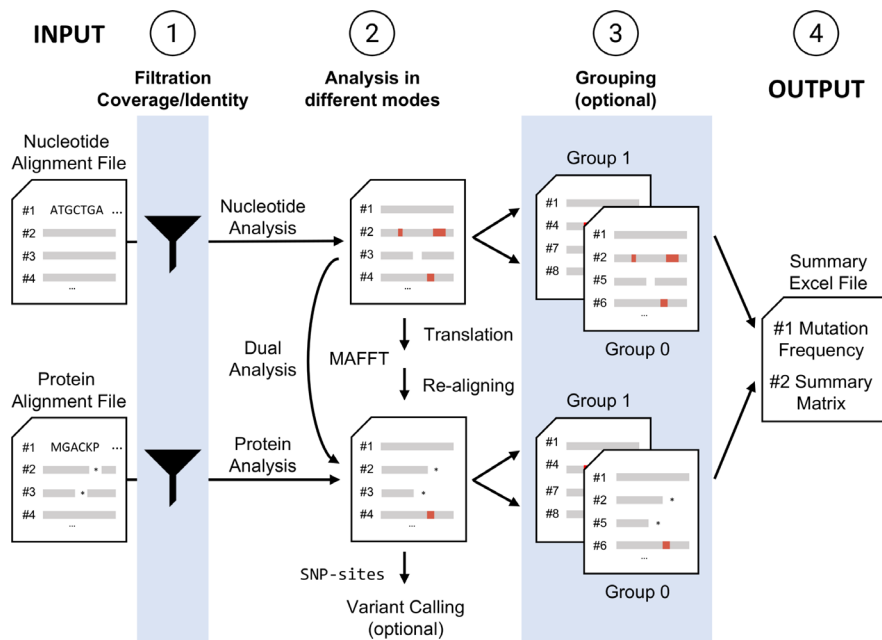 INPUT
1
2
3
4
Filtration
Coverage/Identity
Analysis in
different modes
Grouping
(optional)
OUTPUT
Nucleotide
Alignment File
#1 ATGCTGA ...
#2
#3
#4
...
Nucleotide
Analysis
#1
#2
#3
#4
...
Group 1
#1
#4
#7
#8
#1
#2
#5
#6
...
Group 0
Dual
Analysis
MAFFT
Translation
Re-aligning
Summary
Excel File
#1 Mutation
Frequency
#2 Summary
Matrix
Protein
Alignment File
#1 MGACKP ...
#2 *
#3 *
#4
...
Protein
Analysis
#1
#2 *
#3 *
#4
...
Group 1
#1
#4
#7
#8
#1
#2 *
#5 *
#6
...
Group 0
SNP-sites
Variant Calling
(optional)